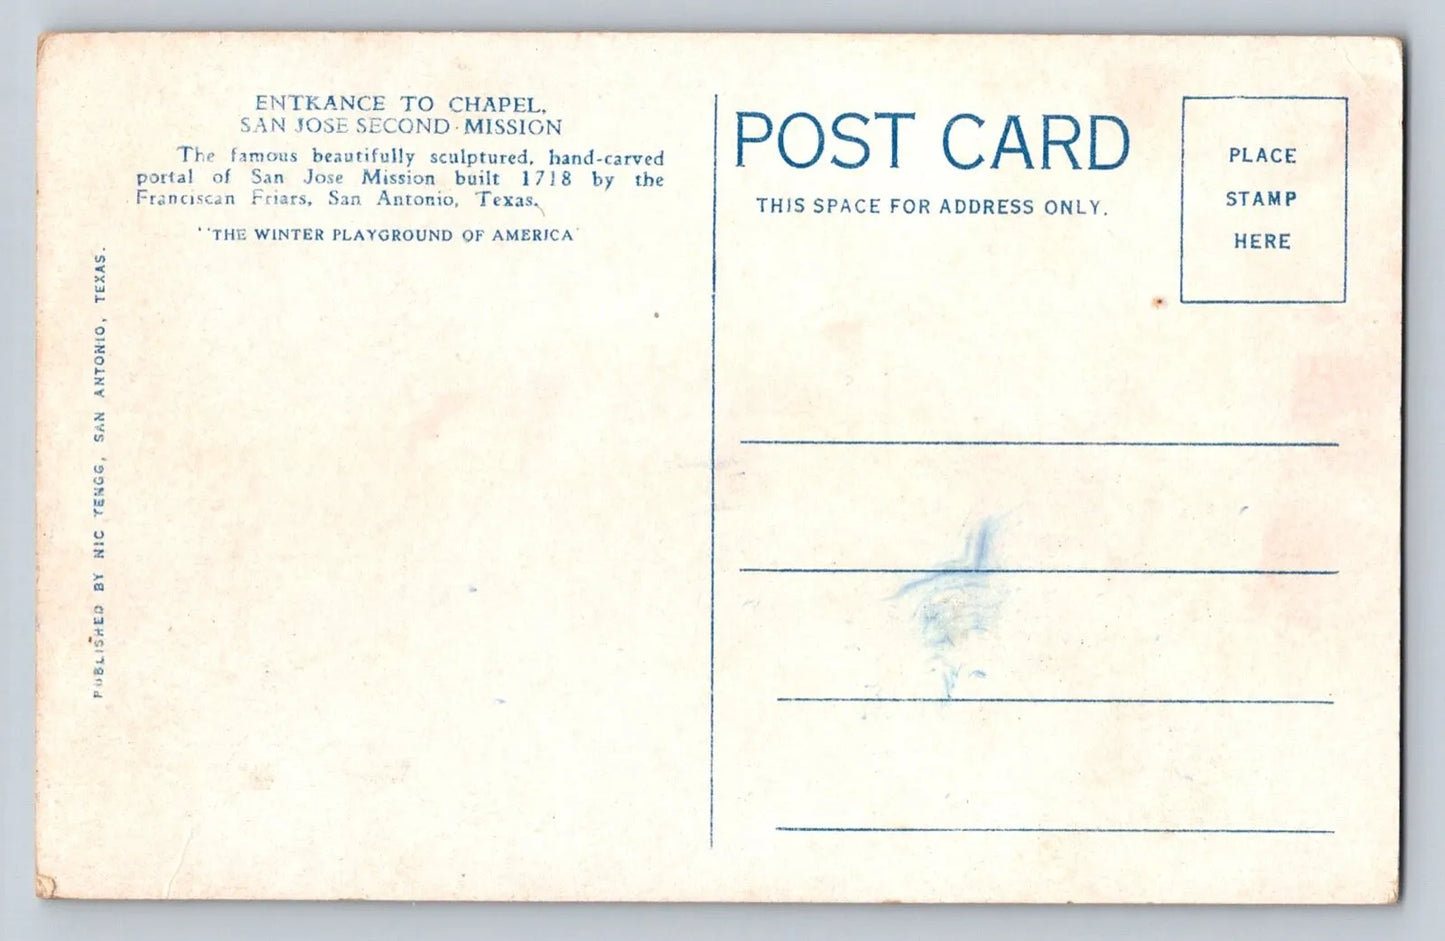 ENTRANCE TO CHAPEL,
SAN JOSE SECOND MISSION
The famous beautifully sculptured, hand-carved
portal of San Jose Mission built 1718 by the
Franciscan Friars, San Antonio, Texas.
"THE WINTER PLAYGROUND OF AMERICA"
PUBLISHED BY NIC TENGG, SAN ANTONIO, TEXAS.
POST CARD
THIS SPACE FOR ADDRESS ONLY.
PLACE
STAMP
HERE